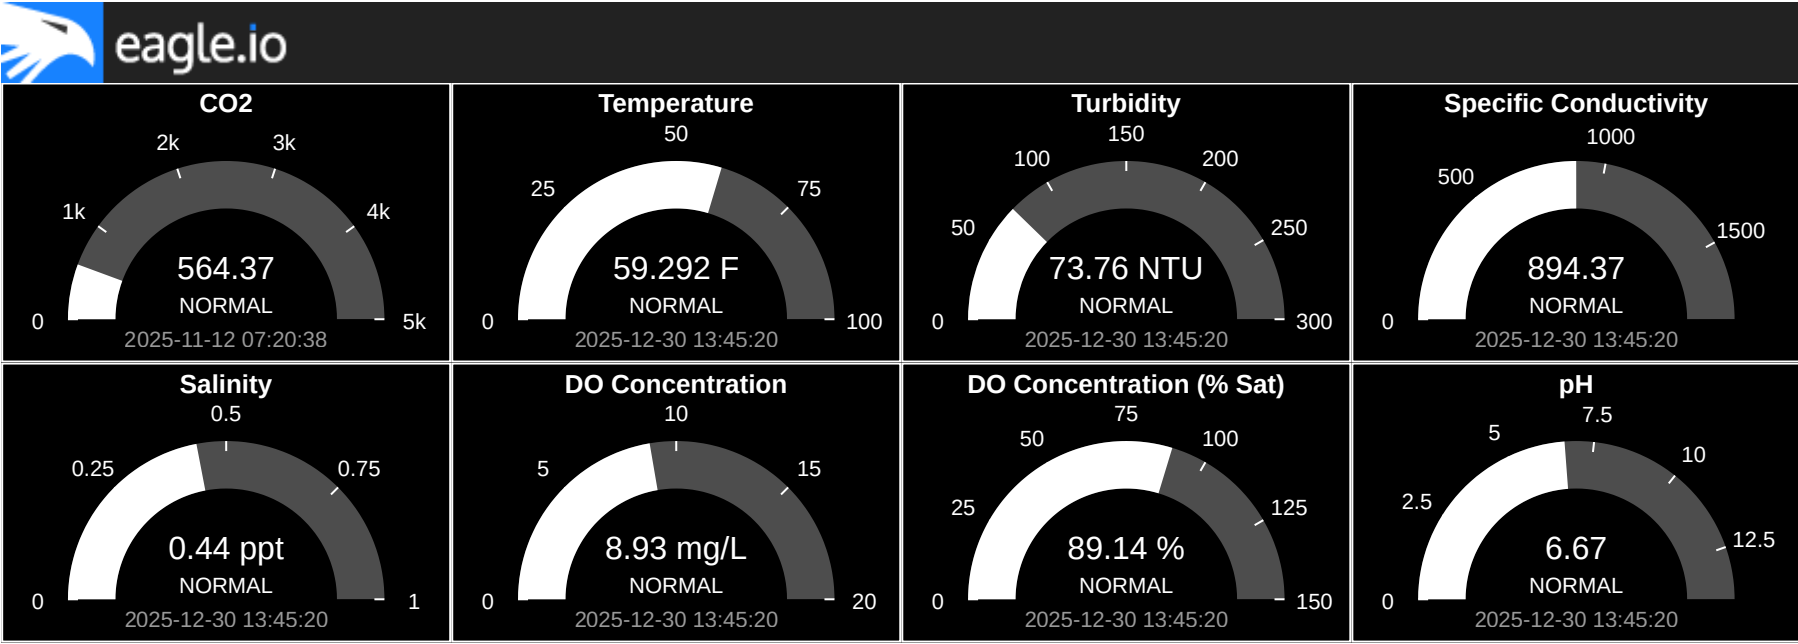 eagle.io
CO2
2k
3k
1k
4k
564.37
NORMAL
0
5k
2025-11-12 07:20:38
Temperature
50
25
75
59.292 F
NORMAL
0
100
2025-12-30 13:45:20
Turbidity
150
100
200
50
250
73.76 NTU
NORMAL
0
300
2025-12-30 13:45:20
Specific Conductivity
1000
500
1500
894.37
NORMAL
0
2025-12-30 13:45:20
Salinity
0.5
0.25
0.75
0.44 ppt
NORMAL
0
1
2025-12-30 13:45:20
DO Concentration
10
5
15
8.93 mg/L
NORMAL
0
20
2025-12-30 13:45:20
DO Concentration (% Sat)
75
50
100
25
125
89.14 %
NORMAL
0
150
2025-12-30 13:45:20
pH
7.5
5
10
2.5
12.5
6.67
NORMAL
0
2025-12-30 13:45:20